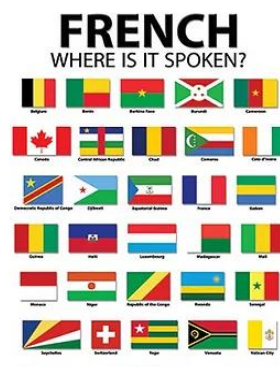 FRENCH
WHERE IS IT SPOKEN?
Belgium Benin Burkina Faso Burundi Cameroon
Canada Central African Republic Chad Comoros Cote d'Ivoire
Democratic Republic of Congo Djibouti Equatorial Guinea France Gabon
Guinea Haiti Luxembourg Madagascar Mali
Monaco Niger Republic of the Congo Rwanda Senegal
Seychelles Switzerland Togo Vanuatu Vatican City